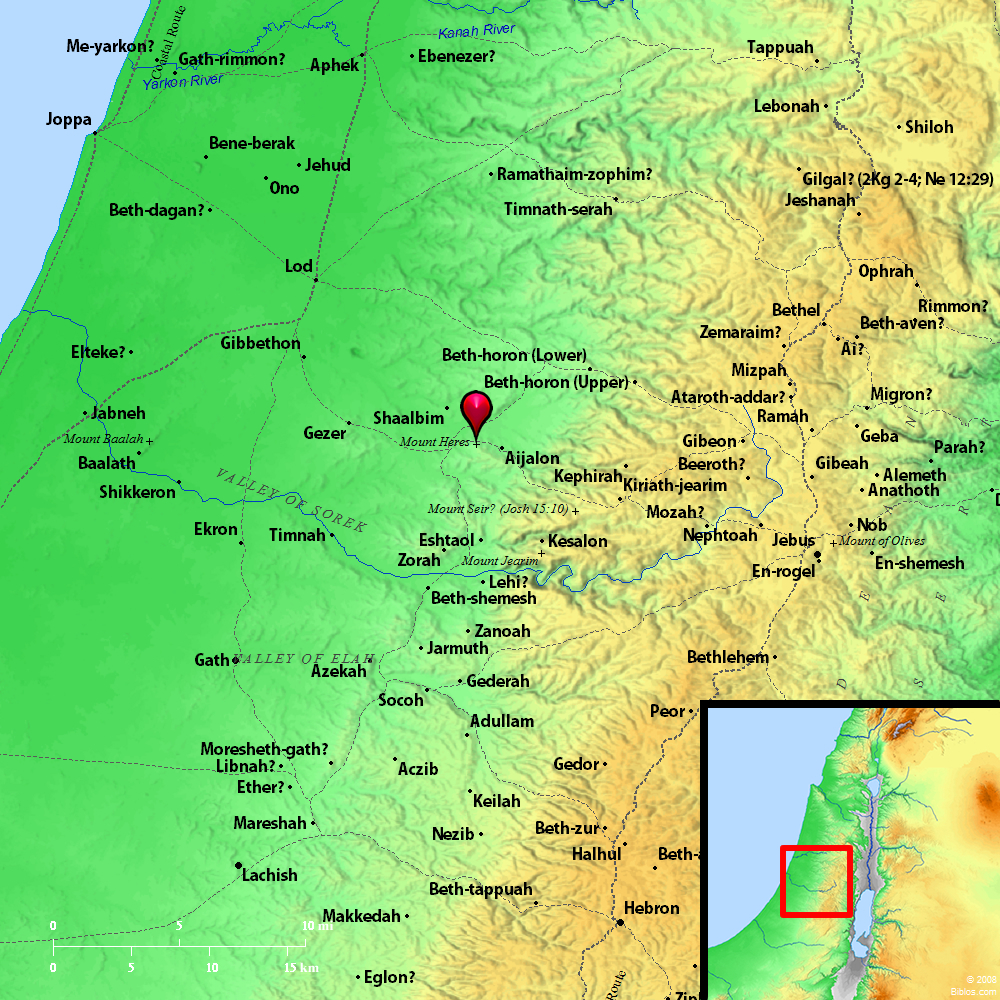 Kanah River
Me-yarkon?
Coastal Route
Tappuah
Gath-rimmon?
Aphek
Ebenezer?
Yarkon River
Lebonah
Joppa
Shiloh
Bene-berak
Jehud
Ramathaim-zophim?
Gilgal? (2Kg 2-4; Ne 12:29)
Ono
Jeshanah
Beth-dagan?
Timnath-serah
Lod
Ophrah
Rimmon?
Bethel
Beth-aven?
Zemaraim?
Gibbethon
Elteke?
Ai?
Beth-horon (Lower)
Mizpah
Beth-horon (Upper)
Migron?
Ataroth-addar?
Jabneh
Shaalbim
Ramah
Gezer
Geba
Mount Baalah
Mount Heres
Gibeon
Parah?
Aijalon
Baalath
Beeroth?
Gibeah
Kephirah
Alemeth
Kiriath-jearim
Anathoth
Shikkeron
VALLEY OF SOREK
Mount Seir? (Josh 15:10)
Mozah?
Nob
Ekron
Timnah
Nephtoah
Jebus
Eshtaol
Kesalon
Mount of Olives
Zorah
Mount Jearim
En-shemesh
En-rogel
Lehi?
Beth-shemesh
Zanoah
Jarmuth
Gath
VALLEY OF ELAH
Azekah
Bethlehem
Gederah
Socoh
Peor
Adullam
Moresheth-gath?
Libnah?
Aczib
Gedor
Ether?
Keilah
Mareshah
Nezib
Beth-zur
Halhul
Beth-
Lachish
Beth-tappuah
Makkedah
Hebron
0 5 10 mi
0 5 10 15 km
Eglon?
Route
Zip
© 2008
Biblos.com